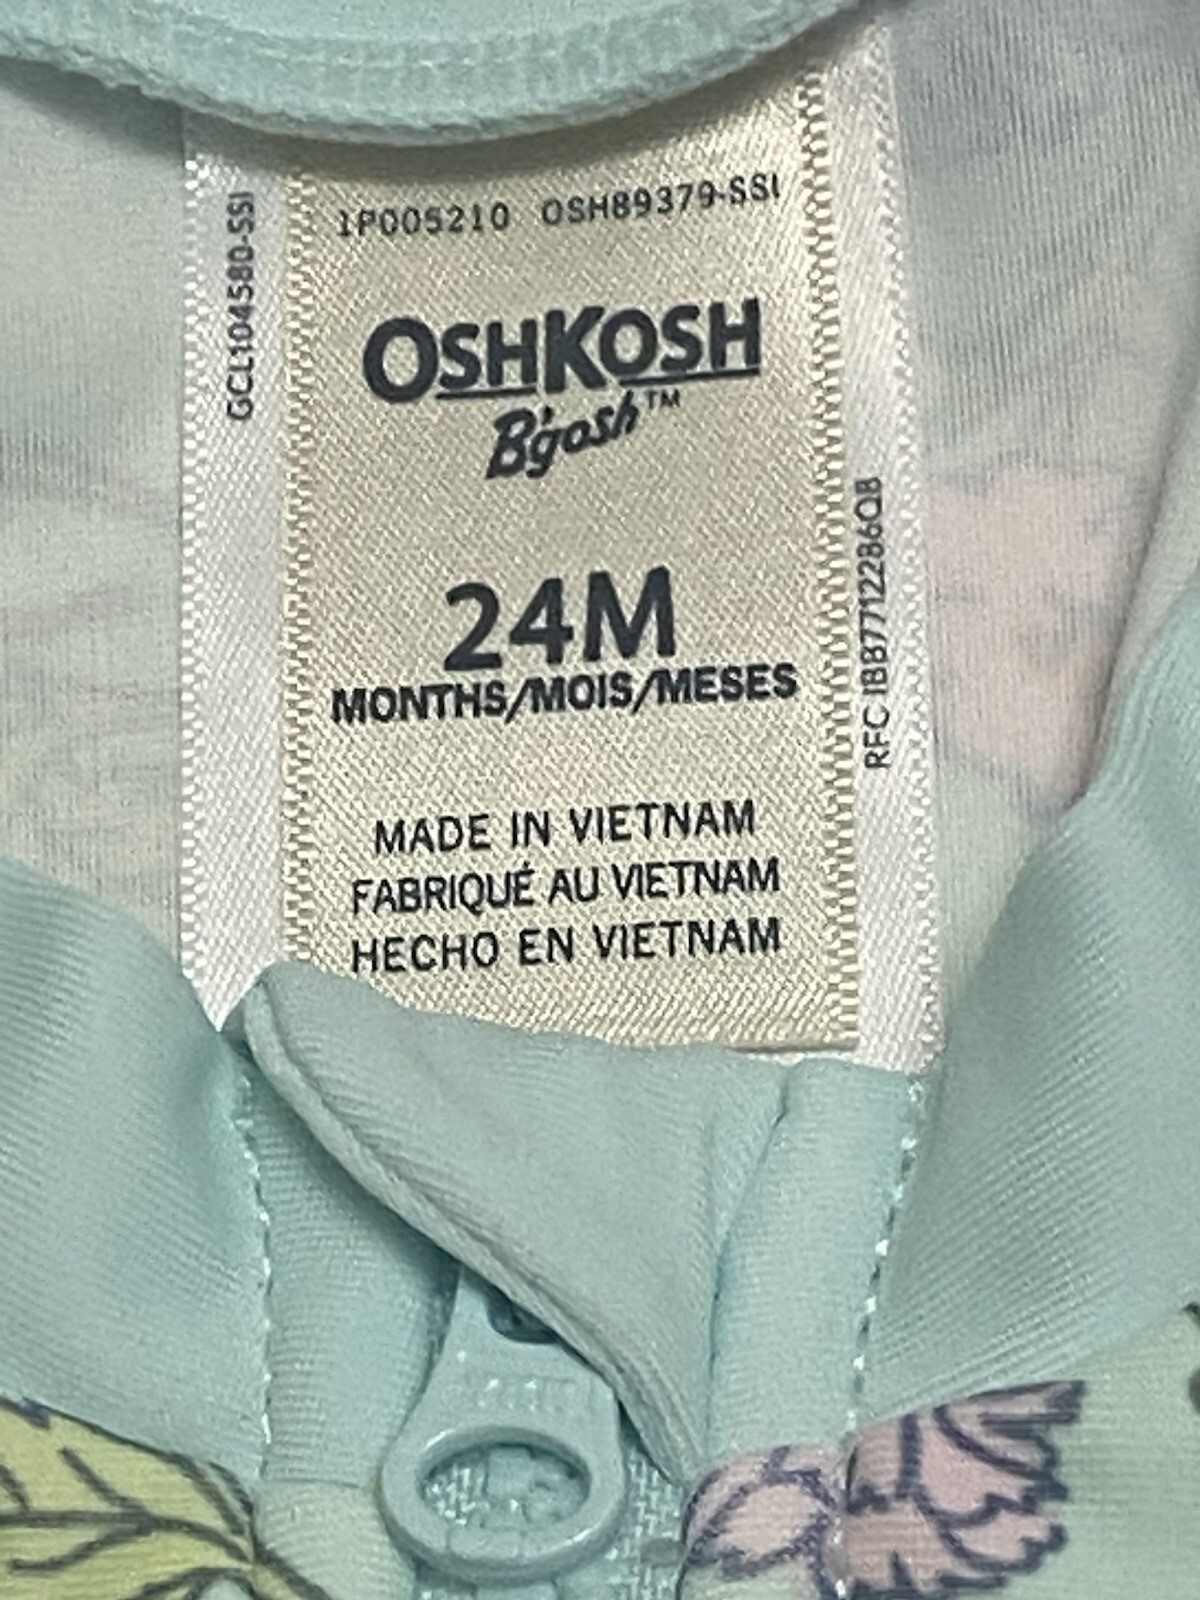 1P005210 OSH89379-SSI
OSHKOSH
B'gosh™
24M
MONTHS/MOIS/MESES
MADE IN VIETNAM
FABRIQUÉ AU VIETNAM
HECHO EN VIETNAM
GCL104580-SSI
RFC IBB7712286Q8